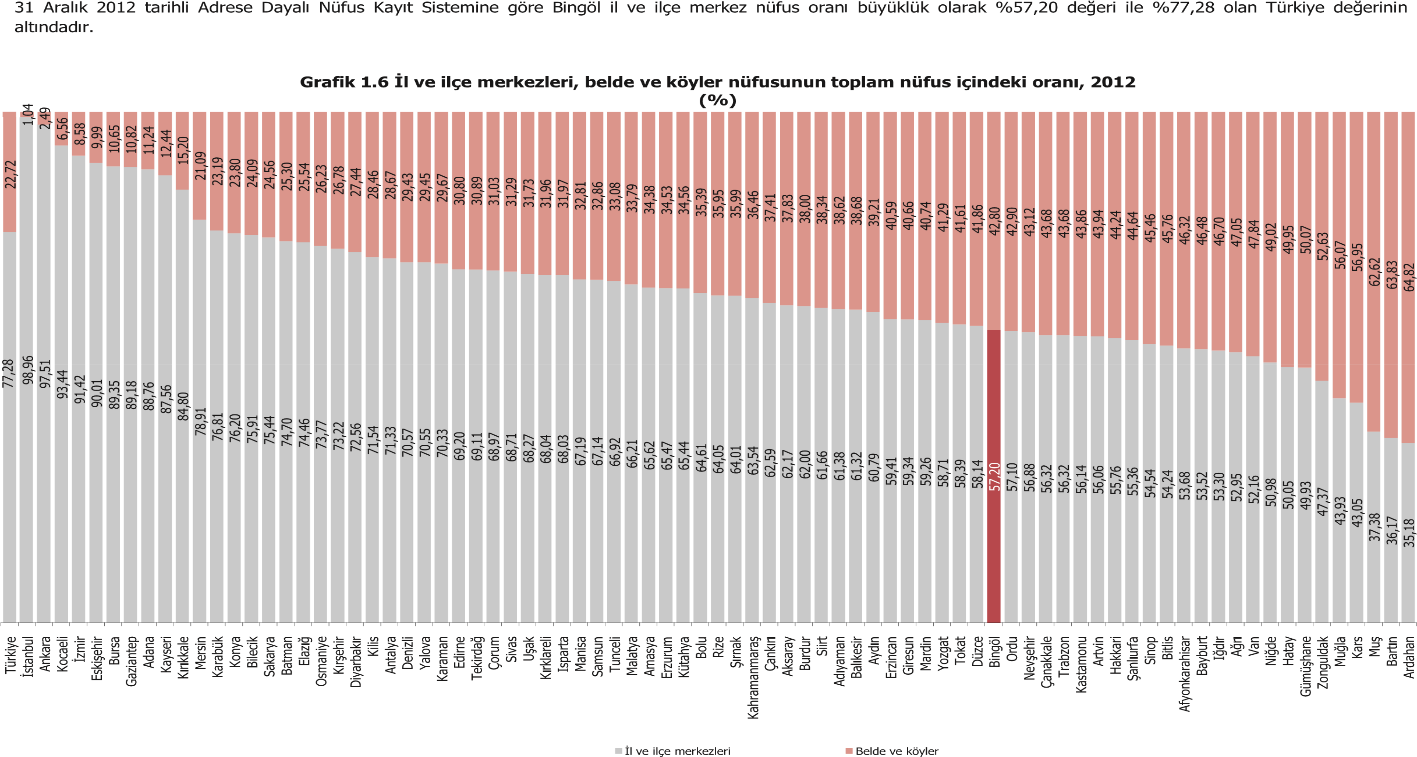 31 Aralık 2012 tarihli Adrese Dayalı Nüfus Kayıt Sistemine göre Bingöl il ve ilçe merkez nüfus oranı büyüklük olarak %57,20 değeri ile %77,28 olan Türkiye değerinin
altındadır.
Grafik 1.6 İl ve ilçe merkezleri, belde ve köyler nüfusunun toplam nüfus içindeki oranı, 2012
(%)
22,72 1,04 2,49 6,56 8,58 9,99 10,65 10,82 11,24 12,44 15,20 21,09 23,19 23,80 24,09 24,56 25,30 25,54 26,23 26,78 27,44 28,46 28,67 29,43 29,45 29,67 30,80 30,89 31,03 31,29 31,73 31,96 31,97 32,81 32,86 33,08 33,79 34,38 34,53 34,56 35,39 35,95 35,99 36,46 37,41 37,83 38,00 38,34 38,62 38,68 39,21 40,59 40,66 40,74 41,29 41,61 41,86 42,80 42,90 43,12 43,68 43,68 43,86 43,94 44,24 44,64 45,46 45,76 46,32 46,48 46,70 47,05 47,84 49,02 49,95 50,07 52,63 56,07 56,95 62,62 63,83 64,82
77,28 98,96 97,51 93,44 91,42 90,01 89,35 89,18 88,76 87,56 84,80 78,91 76,81 76,20 75,91 75,44 74,70 74,46 73,77 73,22 72,56 71,54 71,33 70,57 70,55 70,33 69,20 69,11 68,97 68,71 68,27 68,04 68,03 67,19 67,14 66,92 66,21 65,62 65,47 65,44 64,61 64,05 64,01 63,54 62,59 62,17 62,00 61,66 61,38 61,32 60,79 59,41 59,34 59,26 58,71 58,39 58,14 57,20 57,10 56,88 56,32 56,32 56,14 56,06 55,76 55,36 54,54 54,24 53,68 53,52 53,30 52,95 52,16 50,98 50,05 49,93 47,37 43,93 43,05 37,38 36,17 35,18
Türkiye İstanbul Ankara Kocaeli İzmir Eskişehir Bursa Gaziantep Adana Kayseri Kırıkkale Mersin Karabük Konya Bilecik Sakarya Batman Elazığ Osmaniye Kırşehir Diyarbakır Kilis Antalya Denizli Yalova Karaman Edirne Tekirdağ Çorum Sivas Uşak Kırklareli Isparta Manisa Samsun Tunceli Malatya Amasya Erzurum Kütahya Bolu Rize Şırnak Kahramanmaraş Çankırı Aksaray Burdur Siirt Adıyaman Balıkesir Aydın Erzincan Giresun Mardin Yozgat Tokat Düzce Bingöl Ordu Nevşehir Çanakkale Trabzon Kastamonu Artvin Hakkari Şanlıurfa Sinop Bitlis Afyonkarahisar Bayburt Iğdır Ağrı Van Niğde Hatay Gümüşhane Zonguldak Muğla Kars Muş Bartın Ardahan
İl ve ilçe merkezleri Belde ve köyler